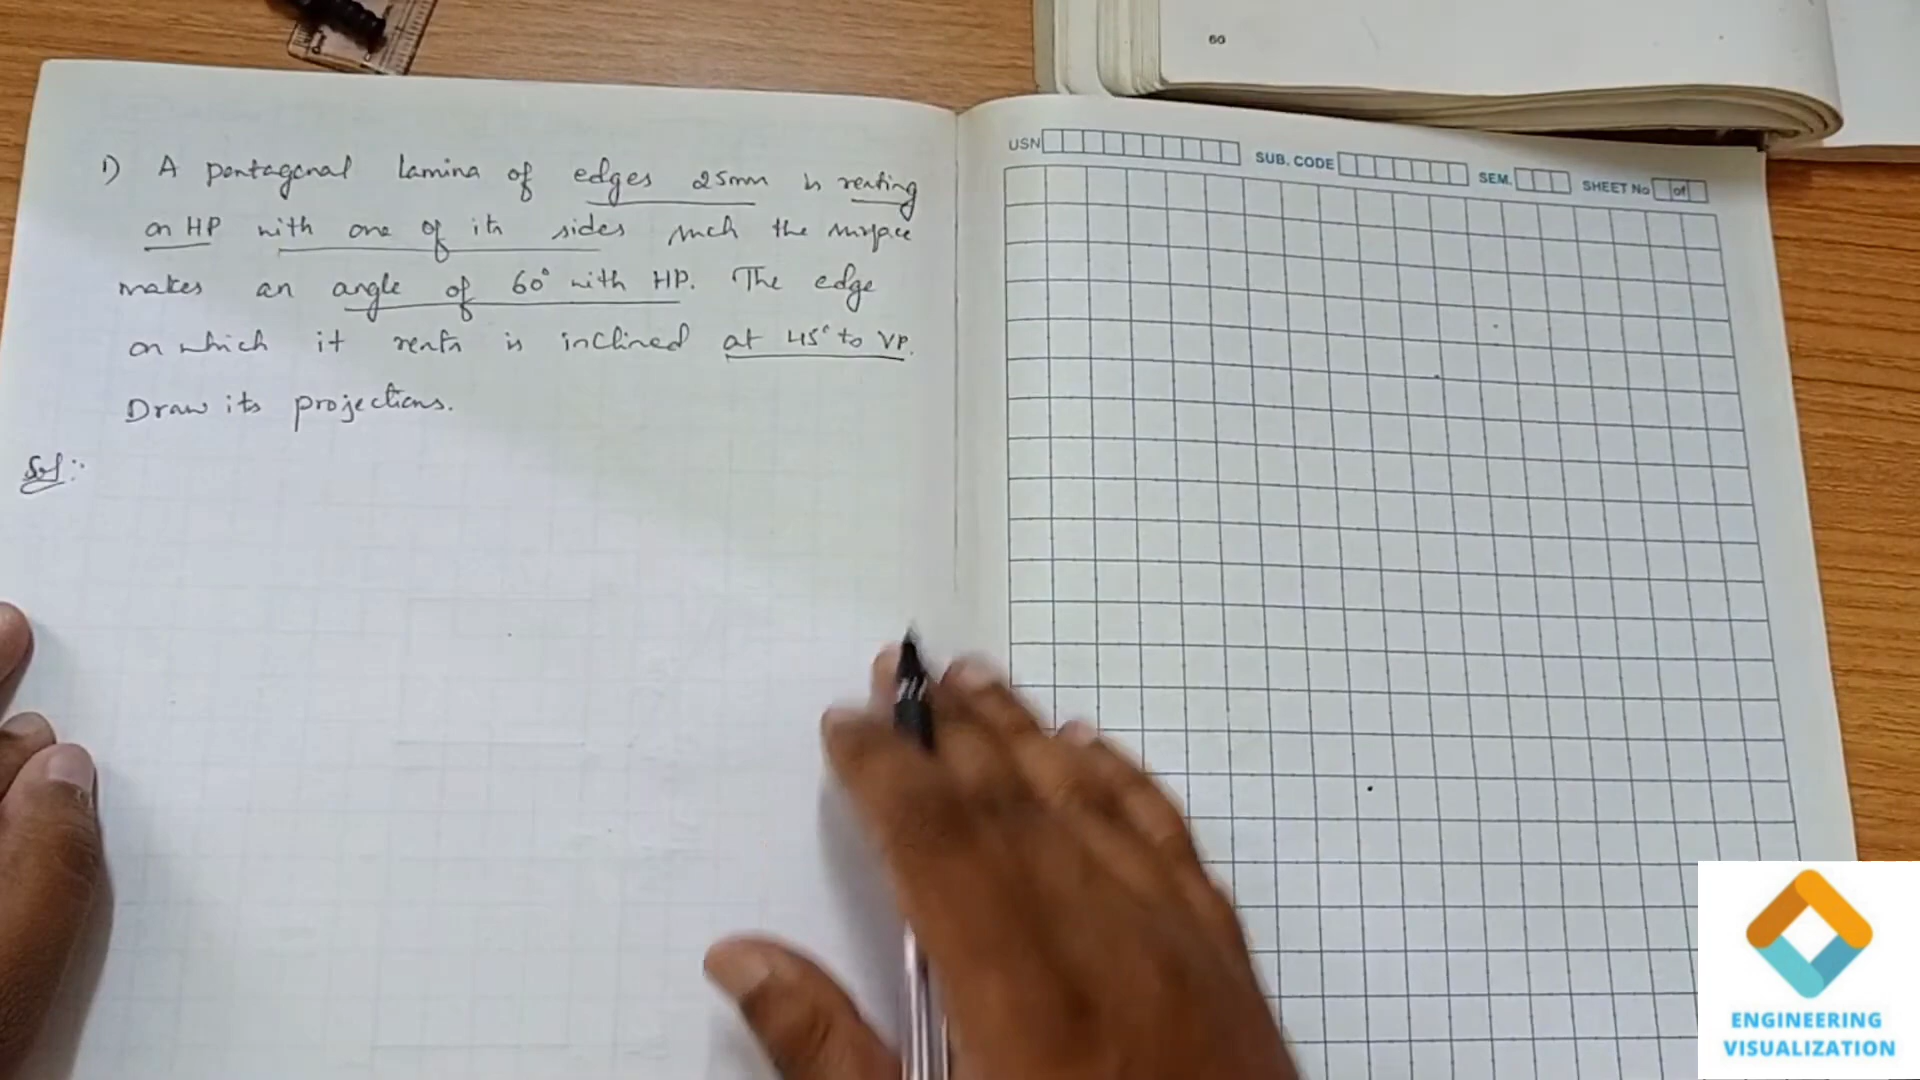 1) A pentagonal lamina of edges 25mm is resting
on HP with one of its sides such the surface
makes an angle of 60° with HP. The edge
on which it rests is inclined at 45° to VP.
Draw its projections.
Sol:-
60
USN SUB. CODE SEM. SHEET No of
ENGINEERING
VISUALIZATION